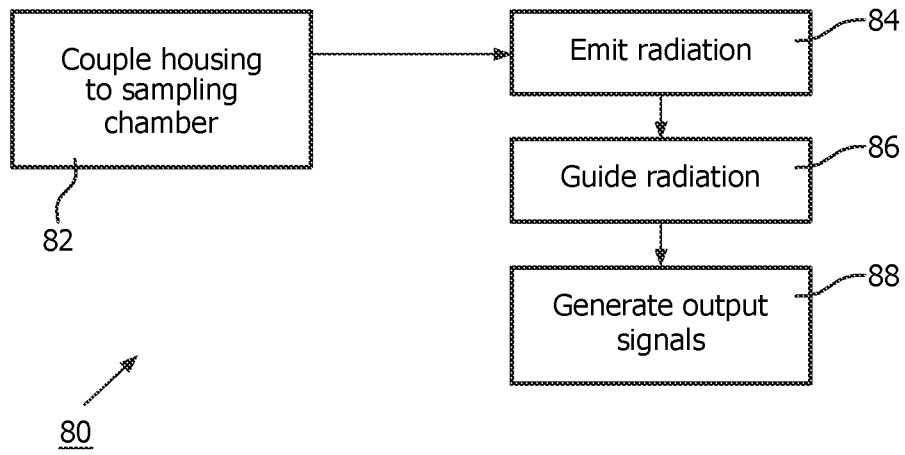 Couple housing
to sampling
chamber
82
Emit radiation
84
Guide radiation
86
Generate output
signals
88
80